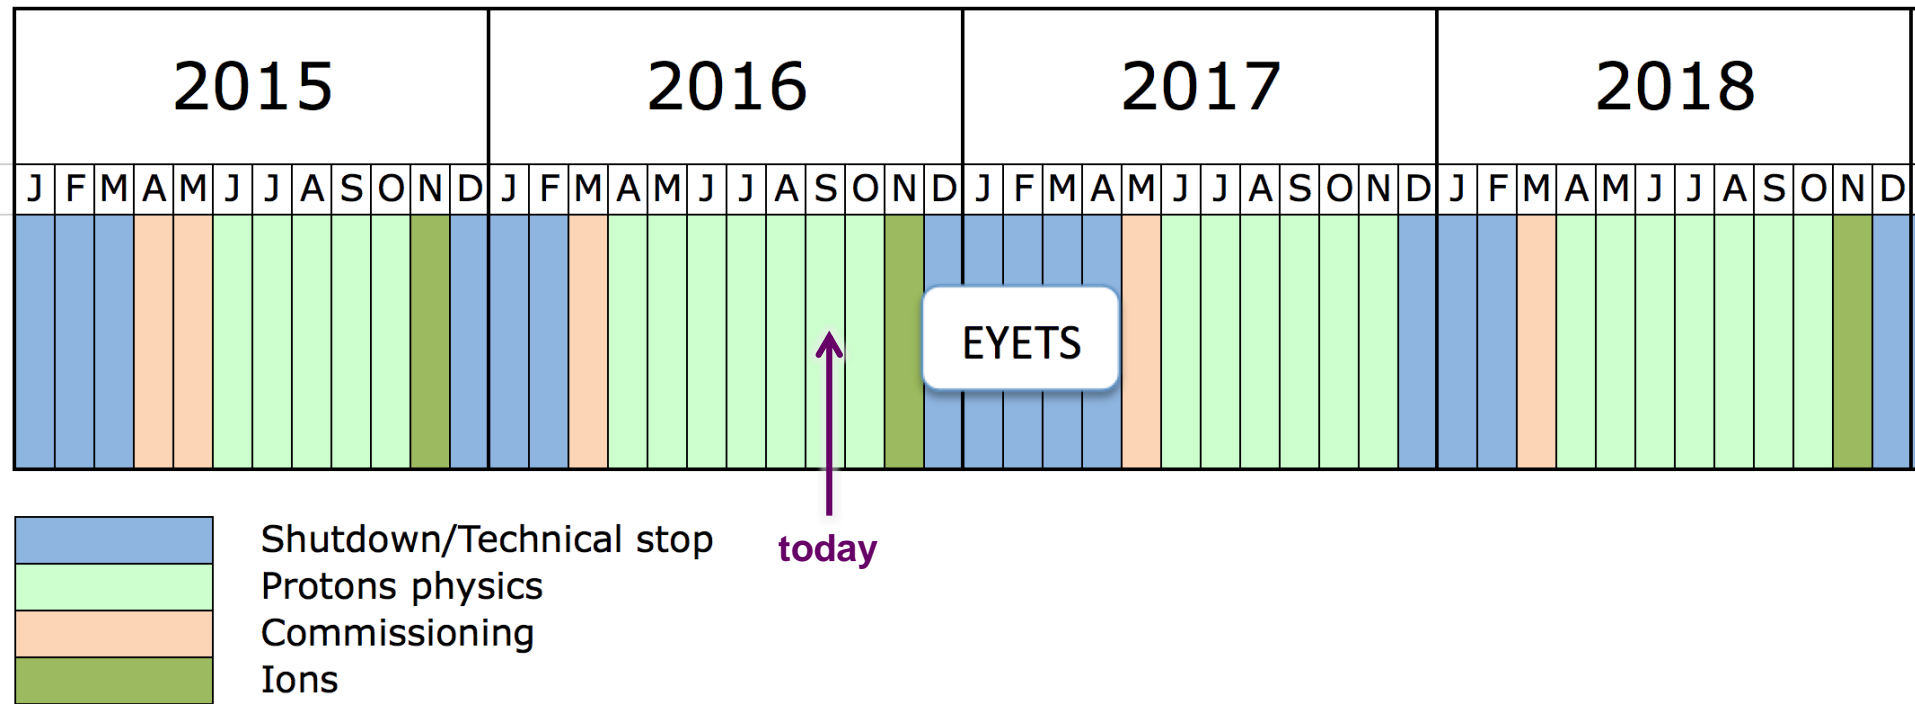 2015 2016 2017 2018
J F M A M J J A S O N D J F M A M J J A S O N D J F M A M J J A S O N D J F M A M J J A S O N D
EYETS
Shutdown/Technical stop
today
Protons physics
Commissioning
Ions